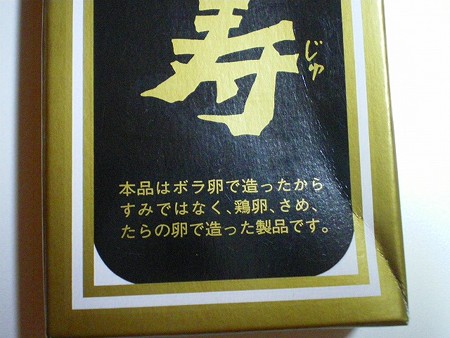 寿
じゅ
本品はボラ卵で造ったから
すみではなく、鶏卵、さめ、
たらの卵で造った製品です。